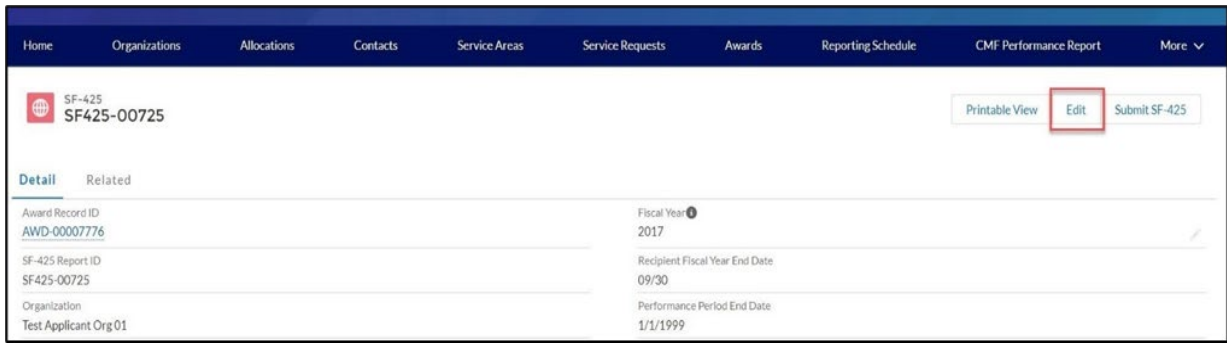 Home Organizations Allocations Contacts Service Areas Service Requests Awards Reporting Schedule CMF Performance Report More
SF-425
SF425-00725
Printable View Edit Submit SF-425
Detail Related
Award Record ID
AWD-00007776
Fiscal Year
2017
SF-425 Report ID
SF425-00725
Recipient Fiscal Year End Date
09/30
Organization
Test Applicant Org 01
Performance Period End Date
1/1/1999